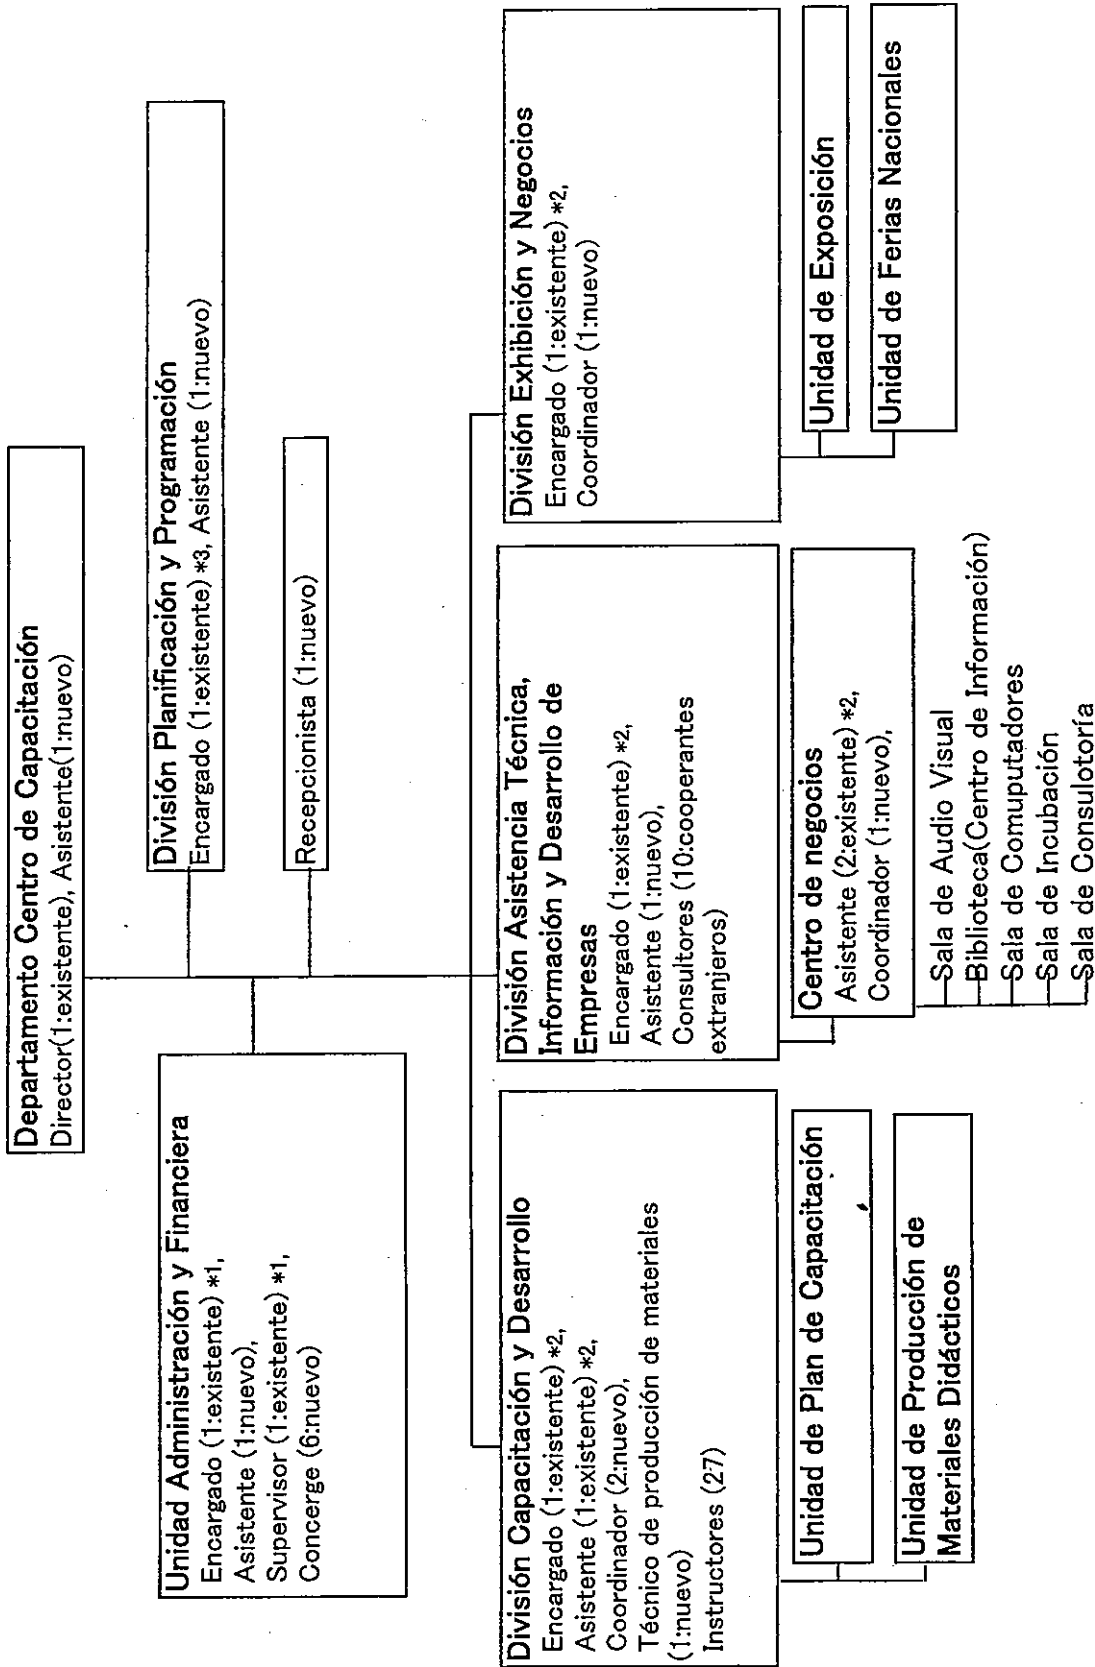 Departamento Centro de Capacitación
Director(1:existente), Asistente(1:nuevo)
Unidad Administración y Financiera
Encargado (1:existente) *1,
Asistente (1:nuevo),
Supervisor (1:existente) *1,
Concerge (6:nuevo)
División Planificación y Programación
Encargado (1:existente) *3, Asistente (1:nuevo)
Recepcionista (1:nuevo)
División Capacitación y Desarrollo
Encargado (1:existente) *2,
Asistente (1:existente) *2,
Coordinador (2:nuevo),
Técnico de producción de materiales
(1:nuevo)
Instructores (27)
Unidad de Plan de Capacitación
Unidad de Producción de
Materiales Didácticos
División Asistencia Técnica,
Información y Desarrollo de
Empresas
Encargado (1:existente) *2,
Asistente (1:nuevo),
Consultores (10:cooperantes
extranjeros)
Centro de negocios
Asistente (2:existente) *2,
Coordinador (1:nuevo),
Sala de Audio Visual
Biblioteca(Centro de Información)
Sala de Comuputadores
Sala de Incubación
Sala de Consulotoría
División Exhibición y Negocios
Encargado (1:existente) *2,
Coordinador (1:nuevo)
Unidad de Exposición
Unidad de Ferias Nacionales